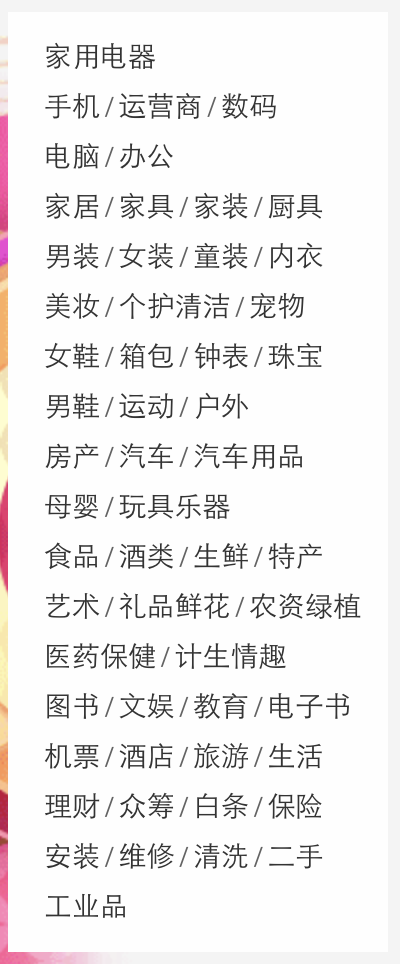 家用电器
手机/运营商/数码
电脑/办公
家居/家具/家装/厨具
男装/女装/童装/内衣
美妆/个护清洁/宠物
女鞋/箱包/钟表/珠宝
男鞋/运动/户外
房产/汽车/汽车用品
母婴/玩具乐器
食品/酒类/生鲜/特产
艺术/礼品鲜花/农资绿植
医药保健/计生情趣
图书/文娱/教育/电子书
机票/酒店/旅游/生活
理财/众筹/白条/保险
安装/维修/清洗/二手
工业品